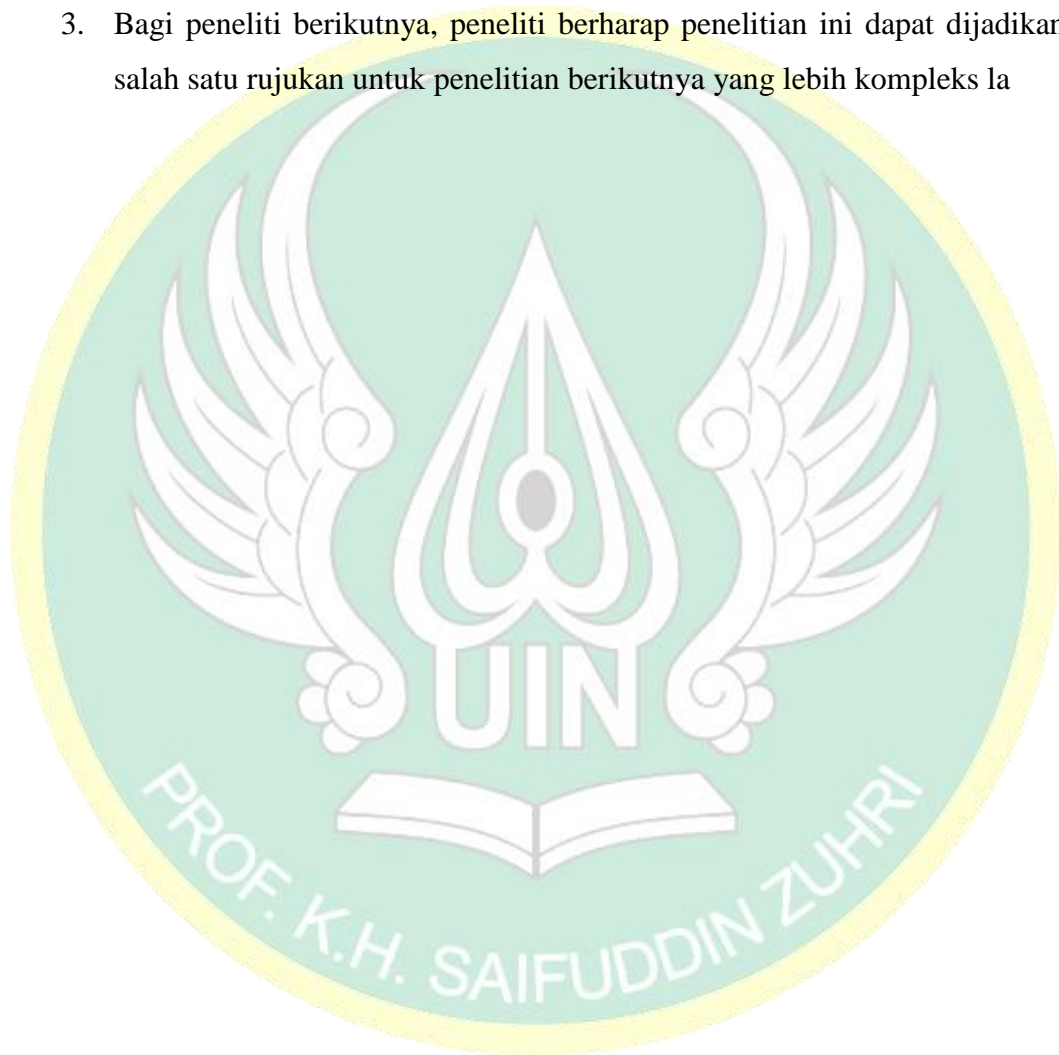 3. Bagi peneliti berikutnya, peneliti berharap penelitian ini dapat dijadikan
salah satu rujukan untuk penelitian berikutnya yang lebih kompleks la
UIN
PROF. K.H. SAIFUDDIN ZUHRI